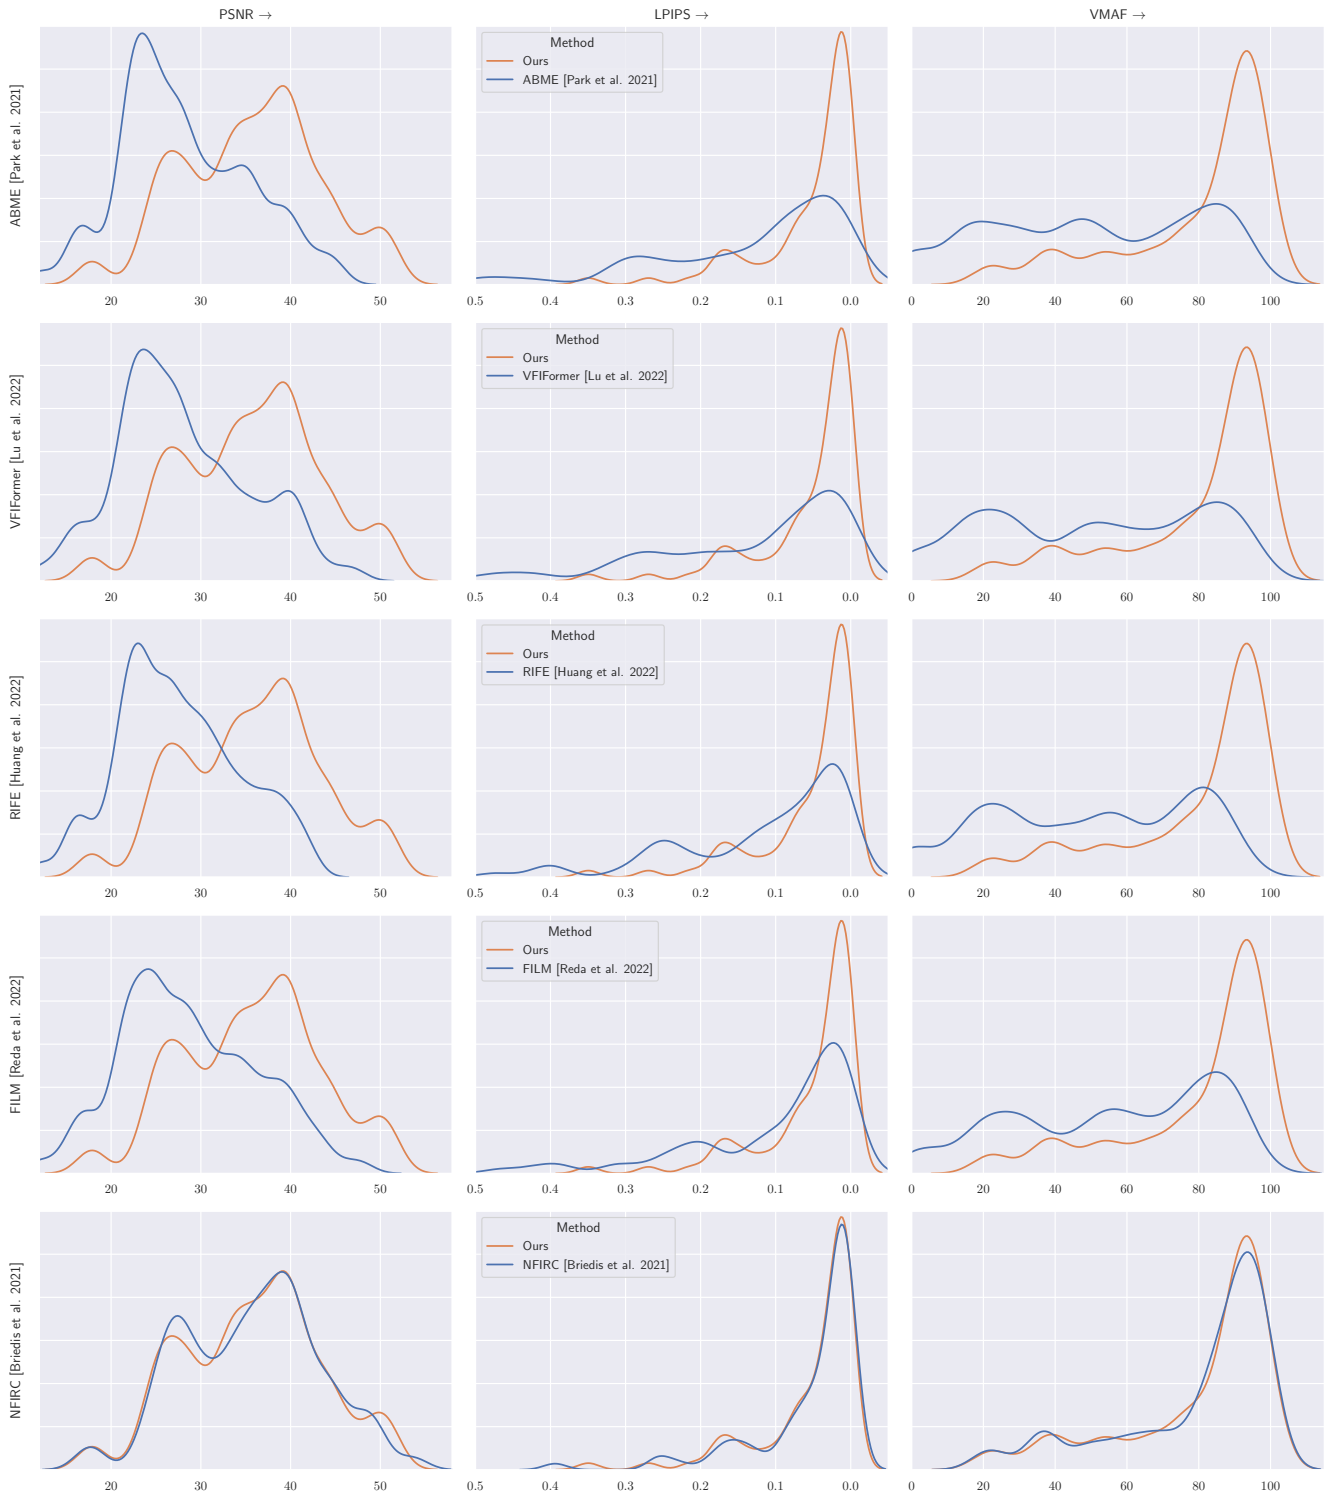 PSNR → LPIPS → VMAF →
ABME [Park et al. 2021]
Method
Ours
ABME [Park et al. 2021]
20 30 40 50 0.5 0.4 0.3 0.2 0.1 0.0 0 20 40 60 80 100
VFIFormer [Lu et al. 2022]
Method
Ours
VFIFormer [Lu et al. 2022]
20 30 40 50 0.5 0.4 0.3 0.2 0.1 0.0 0 20 40 60 80 100
RIFE [Huang et al. 2022]
Method
Ours
RIFE [Huang et al. 2022]
20 30 40 50 0.5 0.4 0.3 0.2 0.1 0.0 0 20 40 60 80 100
FILM [Reda et al. 2022]
Method
Ours
FILM [Reda et al. 2022]
20 30 40 50 0.5 0.4 0.3 0.2 0.1 0.0 0 20 40 60 80 100
NFIRC [Briedis et al. 2021]
Method
Ours
NFIRC [Briedis et al. 2021]
20 30 40 50 0.5 0.4 0.3 0.2 0.1 0.0 0 20 40 60 80 100